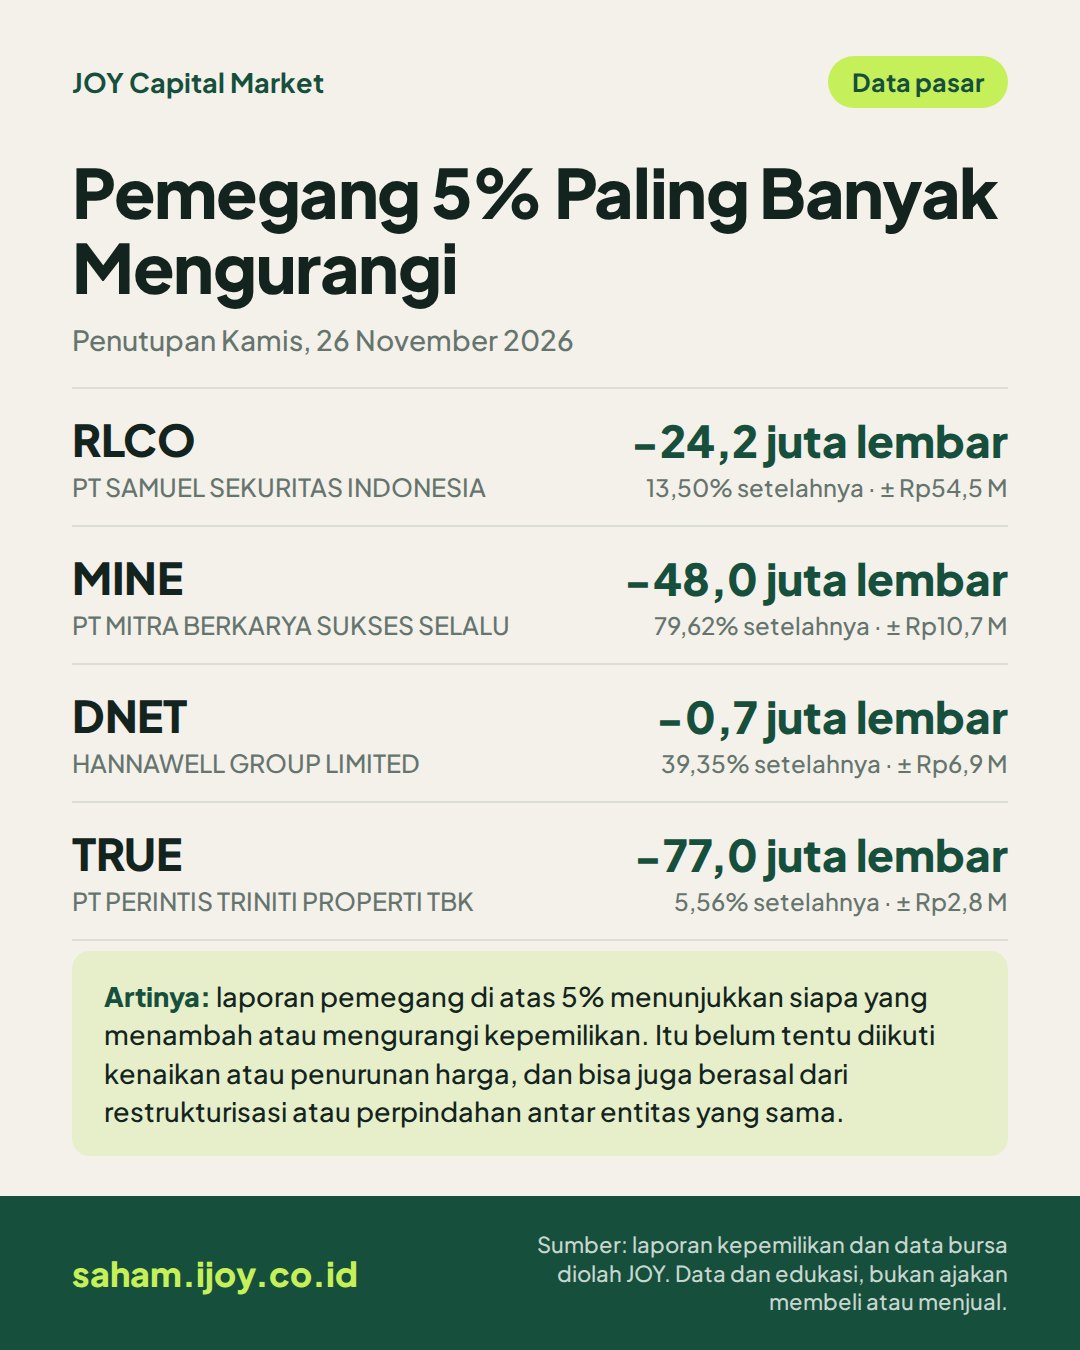 JOY Capital Market
Data pasar
Pemegang 5% Paling Banyak
Mengurangi
Penutupan Kamis, 26 November 2026
RLCO
−24,2 juta lembar
PT SAMUEL SEKURITAS INDONESIA
13,50% setelahnya · ± Rp54,5 M
MINE
−48,0 juta lembar
PT MITRA BERKARYA SUKSES SELALU
79,62% setelahnya · ± Rp10,7 M
DNET
−0,7 juta lembar
HANNAWELL GROUP LIMITED
39,35% setelahnya · ± Rp6,9 M
TRUE
−77,0 juta lembar
PT PERINTIS TRINITI PROPERTI TBK
5,56% setelahnya · ± Rp2,8 M
Artinya: laporan pemegang di atas 5% menunjukkan siapa yang
menambah atau mengurangi kepemilikan. Itu belum tentu diikuti
kenaikan atau penurunan harga, dan bisa juga berasal dari
restrukturisasi atau perpindahan antar entitas yang sama.
saham.ijoy.co.id
Sumber: laporan kepemilikan dan data bursa
diolah JOY. Data dan edukasi, bukan ajakan
membeli atau menjual.